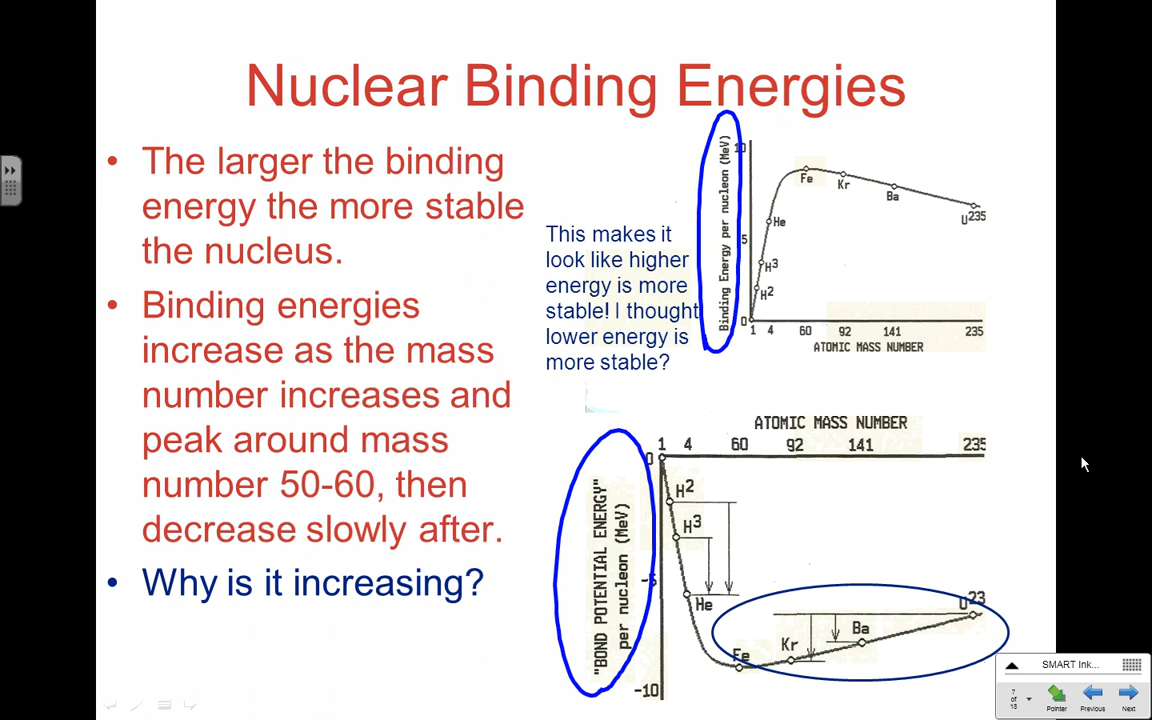 Nuclear Binding Energies
• The larger the binding
energy the more stable
the nucleus.
• Binding energies
increase as the mass
number increases and
peak around mass
number 50-60, then
decrease slowly after.
• Why is it increasing?
This makes it
look like higher
energy is more
stable! I thought
lower energy is
more stable?
Binding Energy per nucleon (MeV)
10
5
0
Fe
Kr
Ba
U235
He
H3
H2
1 4 60 92 141 235
ATOMIC MASS NUMBER
ATOMIC MASS NUMBER
1 4 60 92 141 235
"BOND POTENTIAL ENERGY"
per nucleon (MeV)
0
-5
-10
H2
H3
He
Fe
Kr
Ba
U23
SMART Ink...
7
of
13
Pointer
Previous
Next